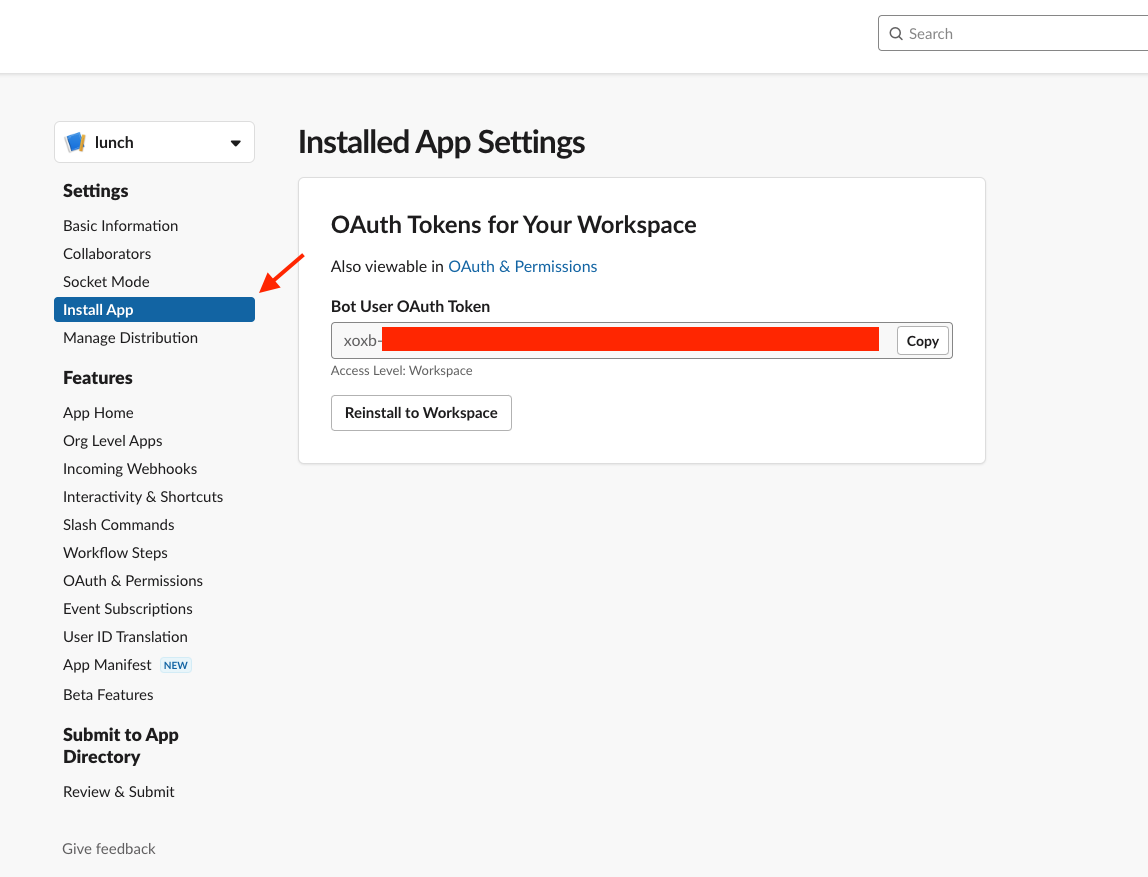 Search
lunch
Installed App Settings
Settings
Basic Information
Collaborators
Socket Mode
Install App
Manage Distribution
Features
App Home
Org Level Apps
Incoming Webhooks
Interactivity & Shortcuts
Slash Commands
Workflow Steps
OAuth & Permissions
Event Subscriptions
User ID Translation
App Manifest NEW
Beta Features
Submit to App
Directory
Review & Submit
Give feedback
OAuth Tokens for Your Workspace
Also viewable in OAuth & Permissions
Bot User OAuth Token
xoxb-
Copy
Access Level: Workspace
Reinstall to Workspace